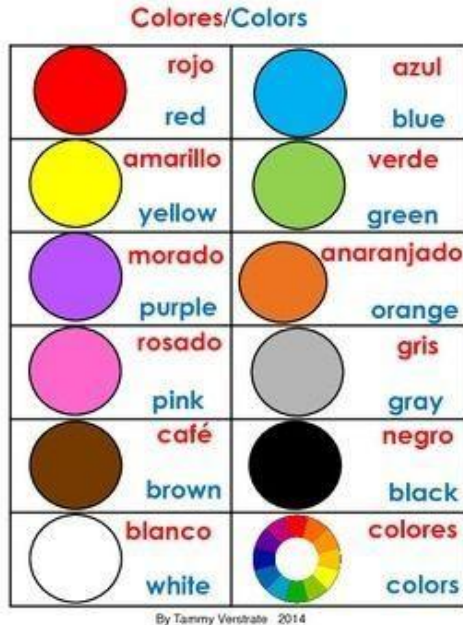 Colores/Colors
rojo
red
azul
blue
amarillo
yellow
verde
green
morado
purple
anaranjado
orange
rosado
pink
gris
gray
café
brown
negro
black
blanco
white
colores
colors
By Tammy Verstrate 2014